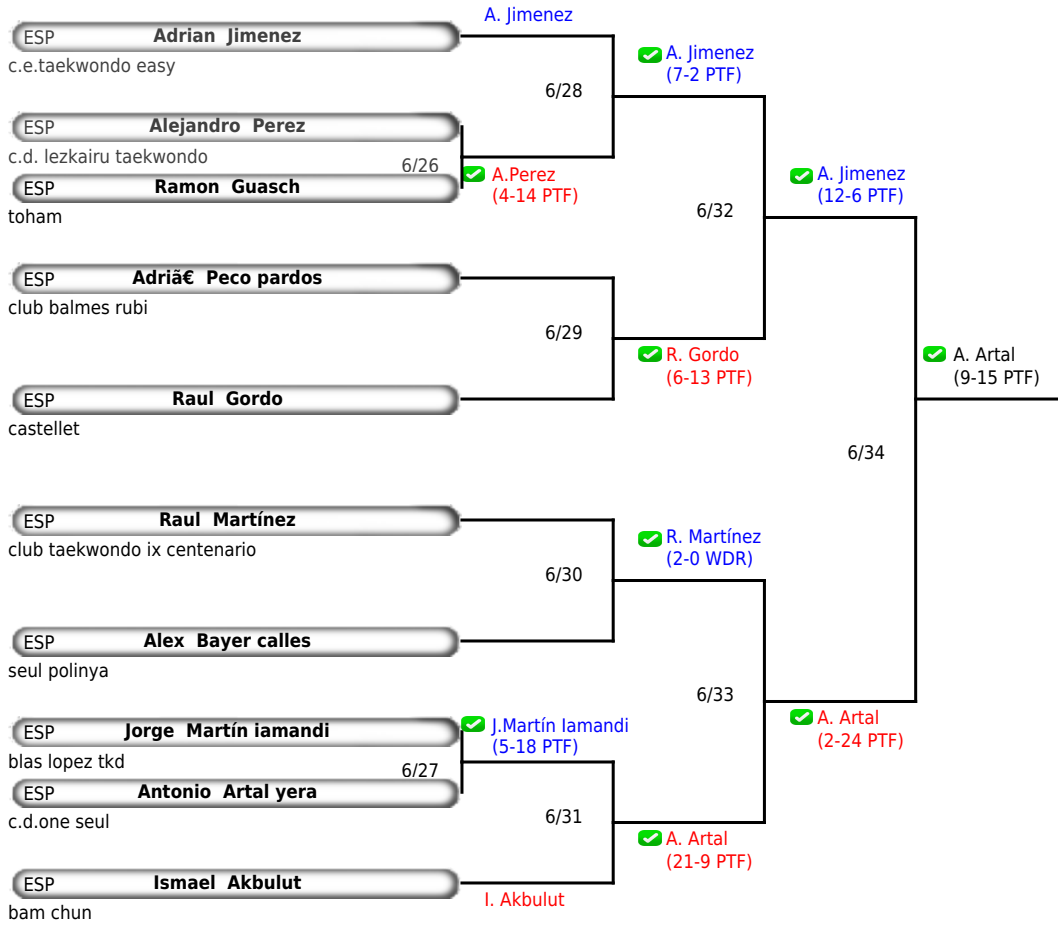 A. Jimenez
ESP Adrian Jimenez
c.e.taekwondo easy
A. Jimenez
(7-2 PTF)
6/28
ESP Alejandro Perez
c.d. lezkairu taekwondo
6/26
A.Perez
(4-14 PTF)
ESP Ramon Guasch
toham
A. Jimenez
(12-6 PTF)
6/32
ESP Adriã€ Peco pardos
club balmes rubi
6/29
R. Gordo
(6-13 PTF)
A. Artal
(9-15 PTF)
ESP Raul Gordo
castellet
6/34
ESP Raul Martínez
club taekwondo ix centenario
R. Martínez
(2-0 WDR)
6/30
ESP Alex Bayer calles
seul polinya
6/33
ESP Jorge Martín iamandi
blas lopez tkd
J.Martín Iamandi
(5-18 PTF)
A. Artal
(2-24 PTF)
6/27
ESP Antonio Artal yera
c.d.one seul
6/31
A. Artal
(21-9 PTF)
ESP Ismael Akbulut
bam chun
I. Akbulut